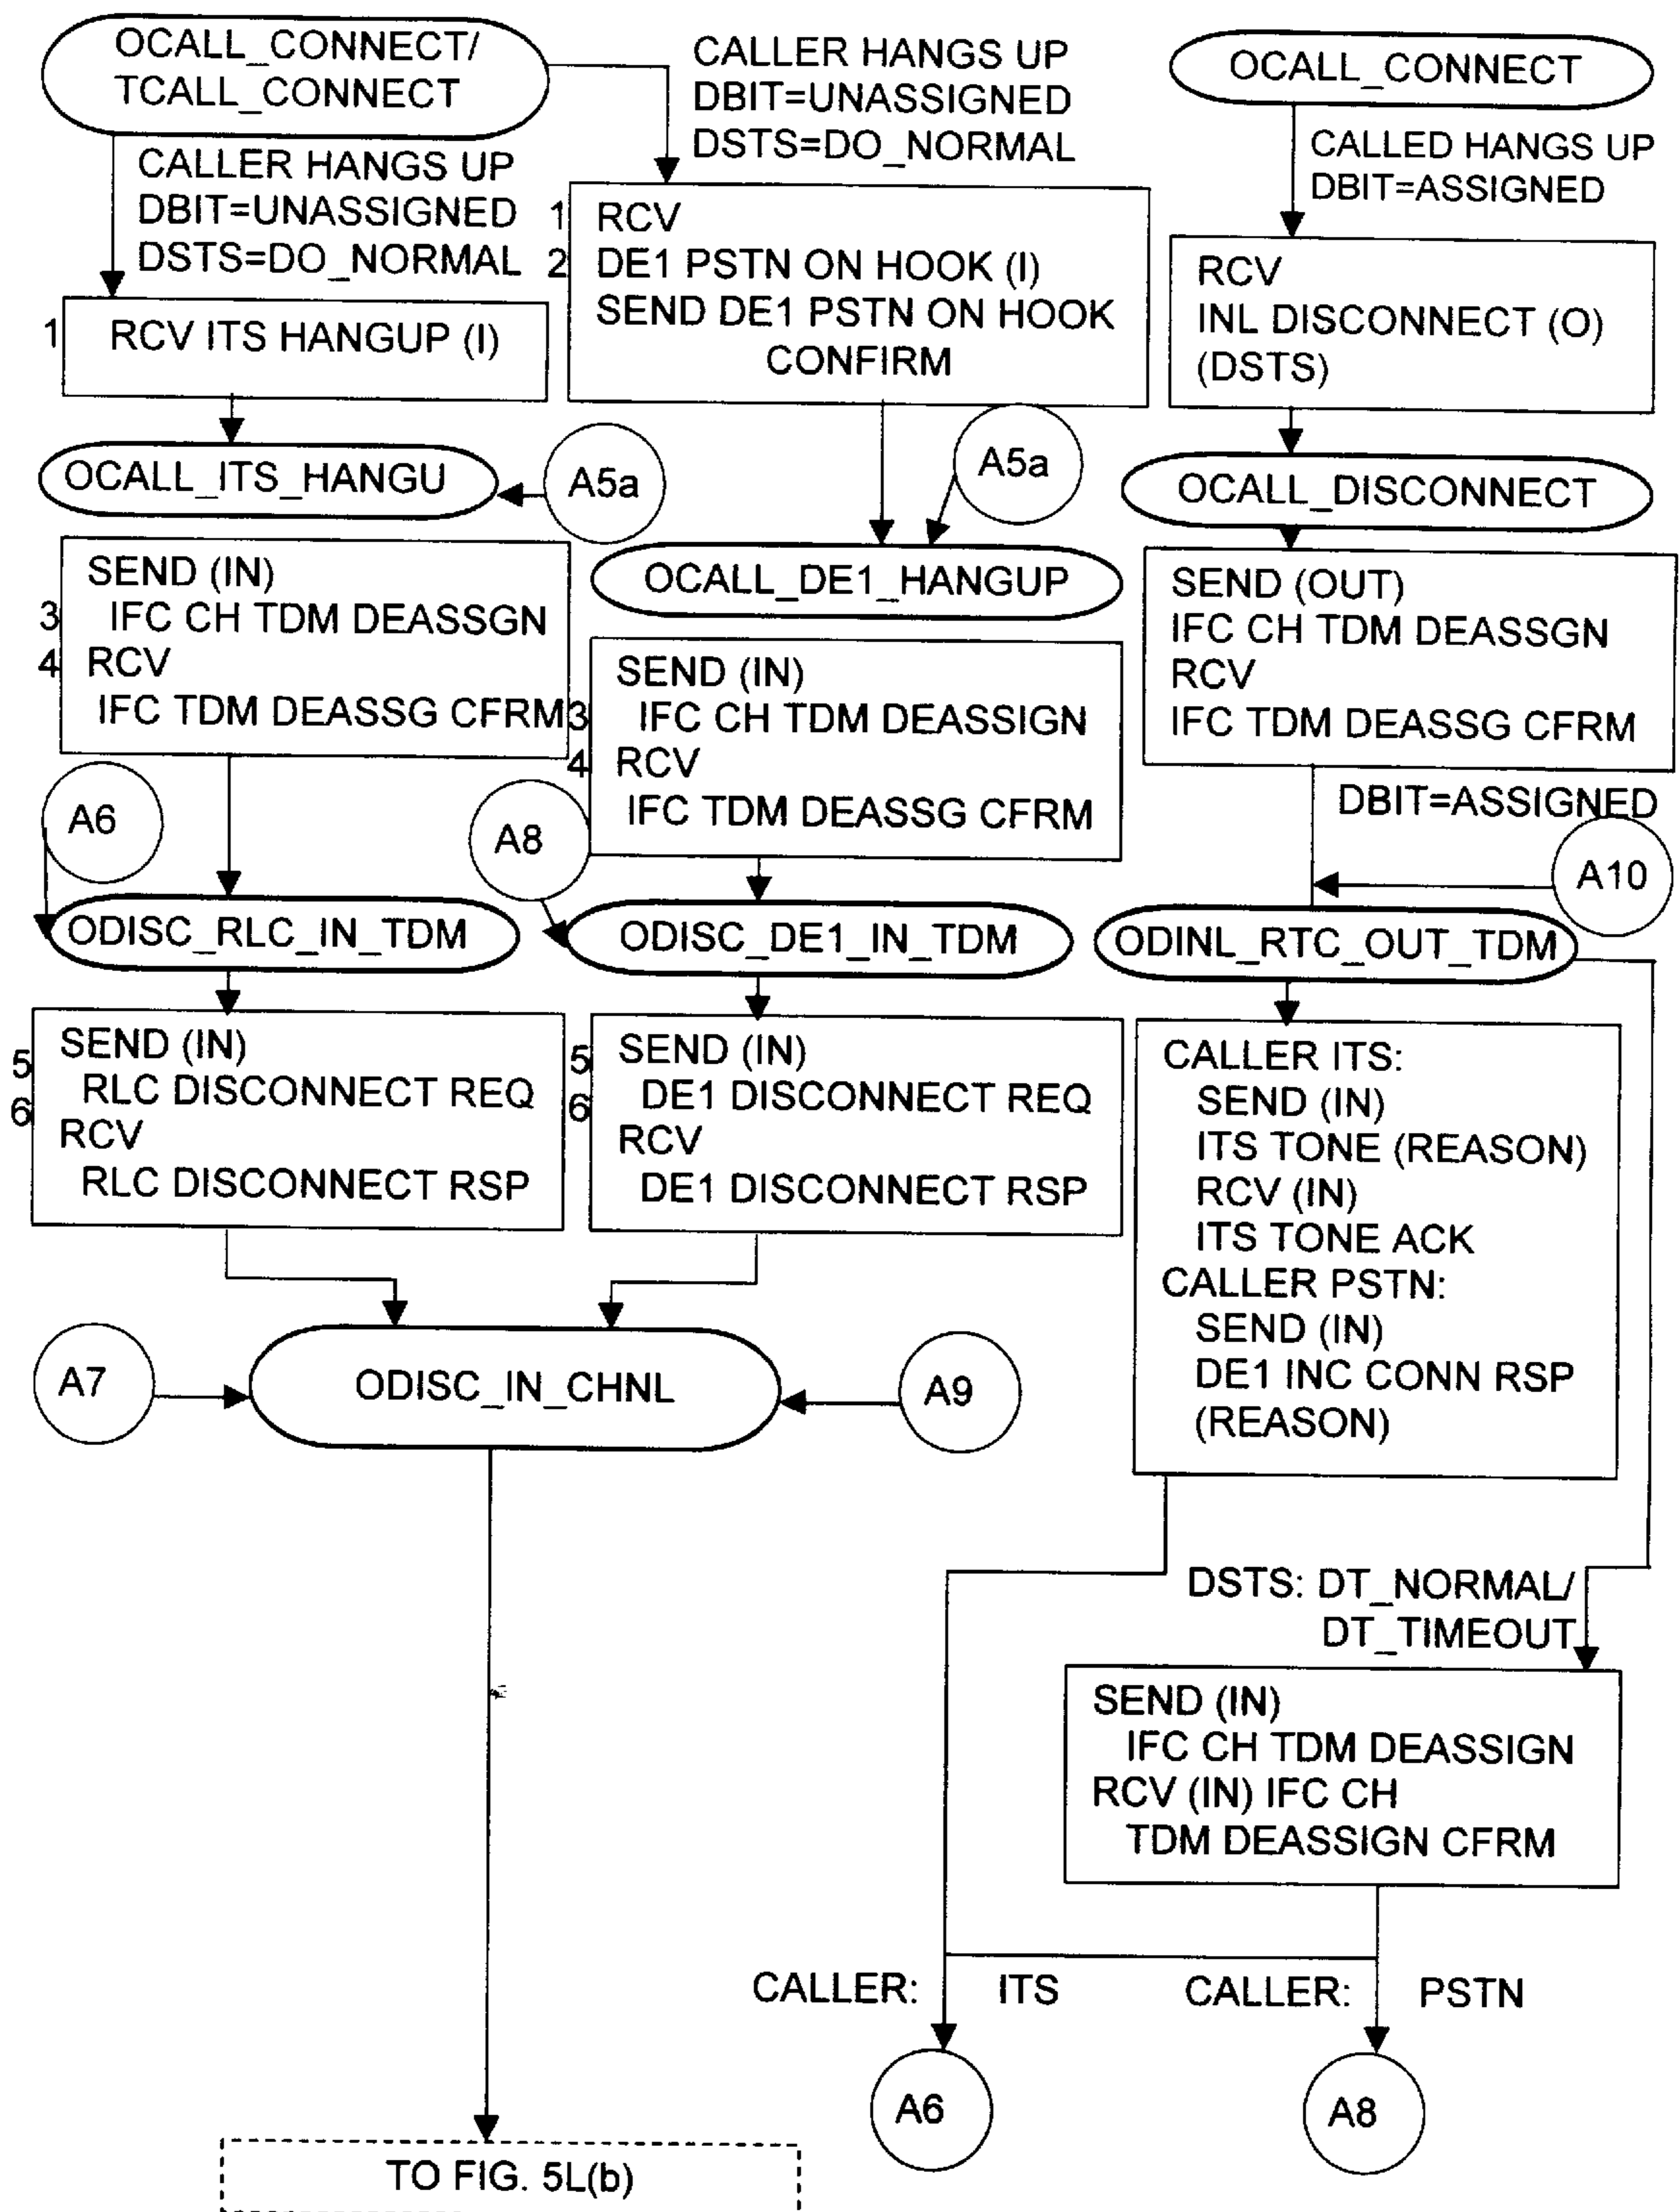 OCALL_CONNECT/
TCALL_CONNECT
CALLER HANGS UP
DBIT=UNASSIGNED
DSTS=DO_NORMAL
OCALL_CONNECT
CALLER HANGS UP
DBIT=UNASSIGNED
DSTS=DO_NORMAL
CALLED HANGS UP
DBIT=ASSIGNED
1
RCV ITS HANGUP (I)
1
RCV
2
DE1 PSTN ON HOOK (I)
SEND DE1 PSTN ON HOOK
CONFIRM
RCV
INL DISCONNECT (O)
(DSTS)
OCALL_ITS_HANGU
A5a
A5a
OCALL_DISCONNECT
OCALL_DE1_HANGUP
SEND (IN)
3
IFC CH TDM DEASSGN
4
RCV
IFC TDM DEASSG CFRM
SEND (IN)
3
IFC CH TDM DEASSIGN
4
RCV
IFC TDM DEASSG CFRM
SEND (OUT)
IFC CH TDM DEASSGN
RCV
IFC TDM DEASSG CFRM
DBIT=ASSIGNED
A6
A8
A10
ODISC_RLC_IN_TDM
ODISC_DE1_IN_TDM
ODINL_RTC_OUT_TDM
SEND (IN)
5
RLC DISCONNECT REQ
6
RCV
RLC DISCONNECT RSP
SEND (IN)
5
DE1 DISCONNECT REQ
6
RCV
DE1 DISCONNECT RSP
CALLER ITS:
SEND (IN)
ITS TONE (REASON)
RCV (IN)
ITS TONE ACK
CALLER PSTN:
SEND (IN)
DE1 INC CONN RSP
(REASON)
A7
ODISC_IN_CHNL
A9
DSTS: DT_NORMAL/
DT_TIMEOUT
SEND (IN)
IFC CH TDM DEASSIGN
RCV (IN) IFC CH
TDM DEASSIGN CFRM
CALLER: ITS
CALLER: PSTN
A6
A8
TO FIG. 5L(b)